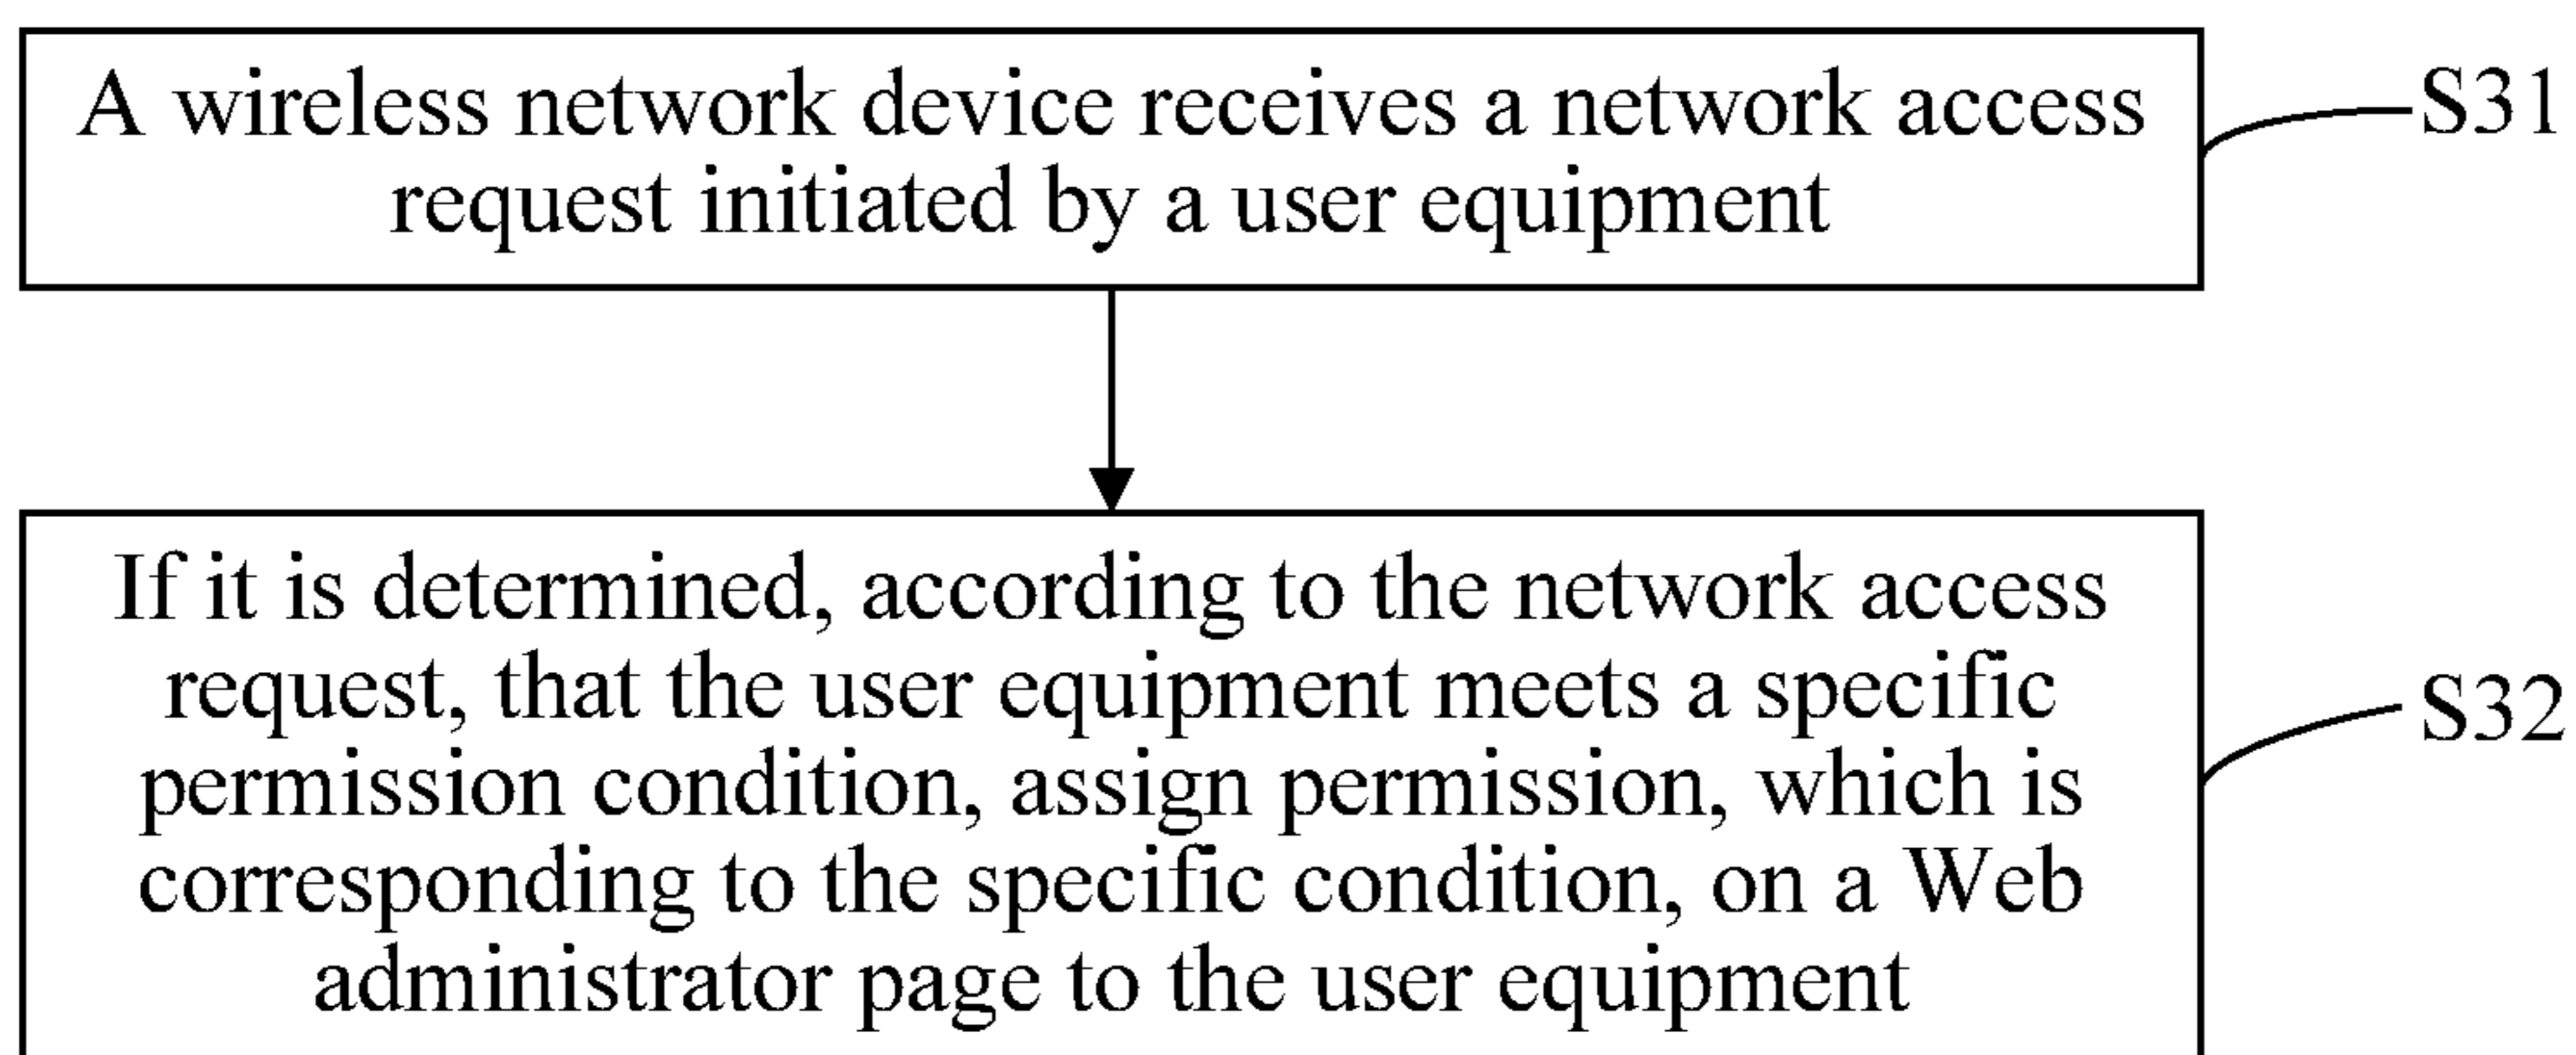 A wireless network device receives a network access
request initiated by a user equipment
S31
If it is determined, according to the network access
request, that the user equipment meets a specific
permission condition, assign permission, which is
corresponding to the specific condition, on a Web
administrator page to the user equipment
S32